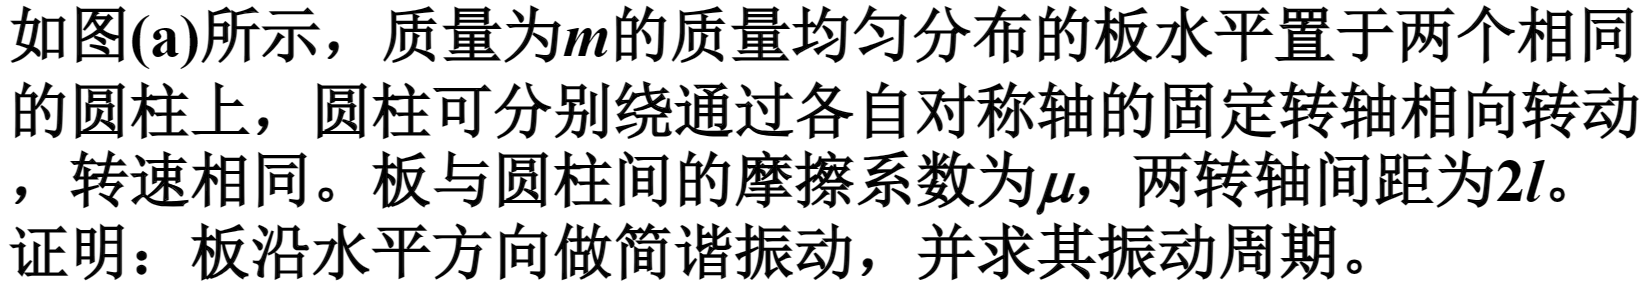 如图(a)所示，质量为m的质量均匀分布的板水平置于两个相同
的圆柱上，圆柱可分别绕通过各自对称轴的固定转轴相向转动
，转速相同。板与圆柱间的摩擦系数为μ，两转轴间距为2l。
证明：板沿水平方向做简谐振动，并求其振动周期。